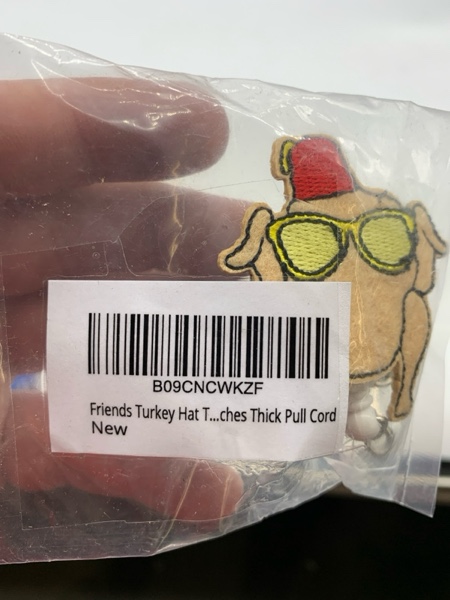 B09CNCWKZF
Friends Turkey Hat T...ches Thick Pull Cord
New